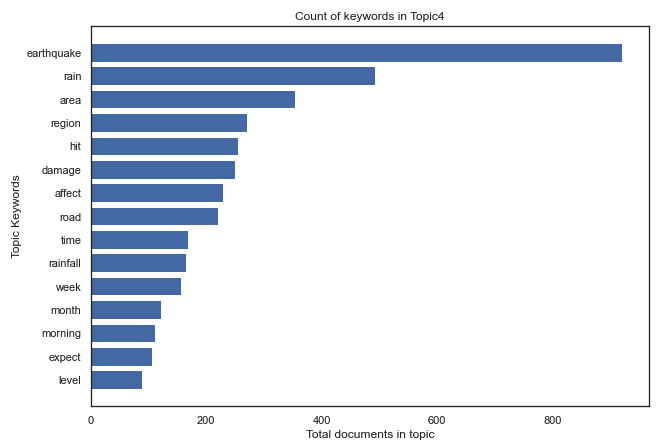 Count of keywords in Topic4
Topic Keywords
earthquake
rain
area
region
hit
damage
affect
road
time
rainfall
week
month
morning
expect
level
0 200 400 600 800
Total documents in topic